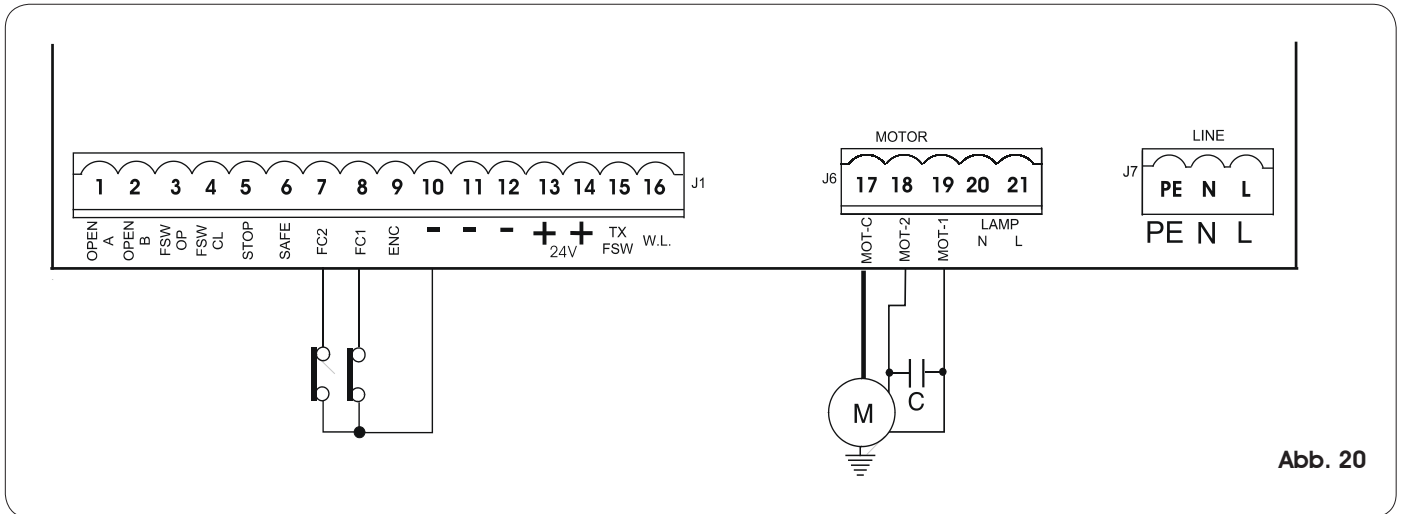 MOTOR
LINE
1 2 3 4 5 6 7 8 9 10 11 12 13 14 15 16
J1
J6
17 18 19 20 21
J7
PE N L
OPEN A
OPEN B
FSW OP
FSW CL
STOP
SAFE
FC2
FC1
ENC
- - - + +
24V
TX
FSW
W.L.
MOT-C
MOT-2
MOT-1
LAMP
N L
PE N L
M
C
Abb. 20